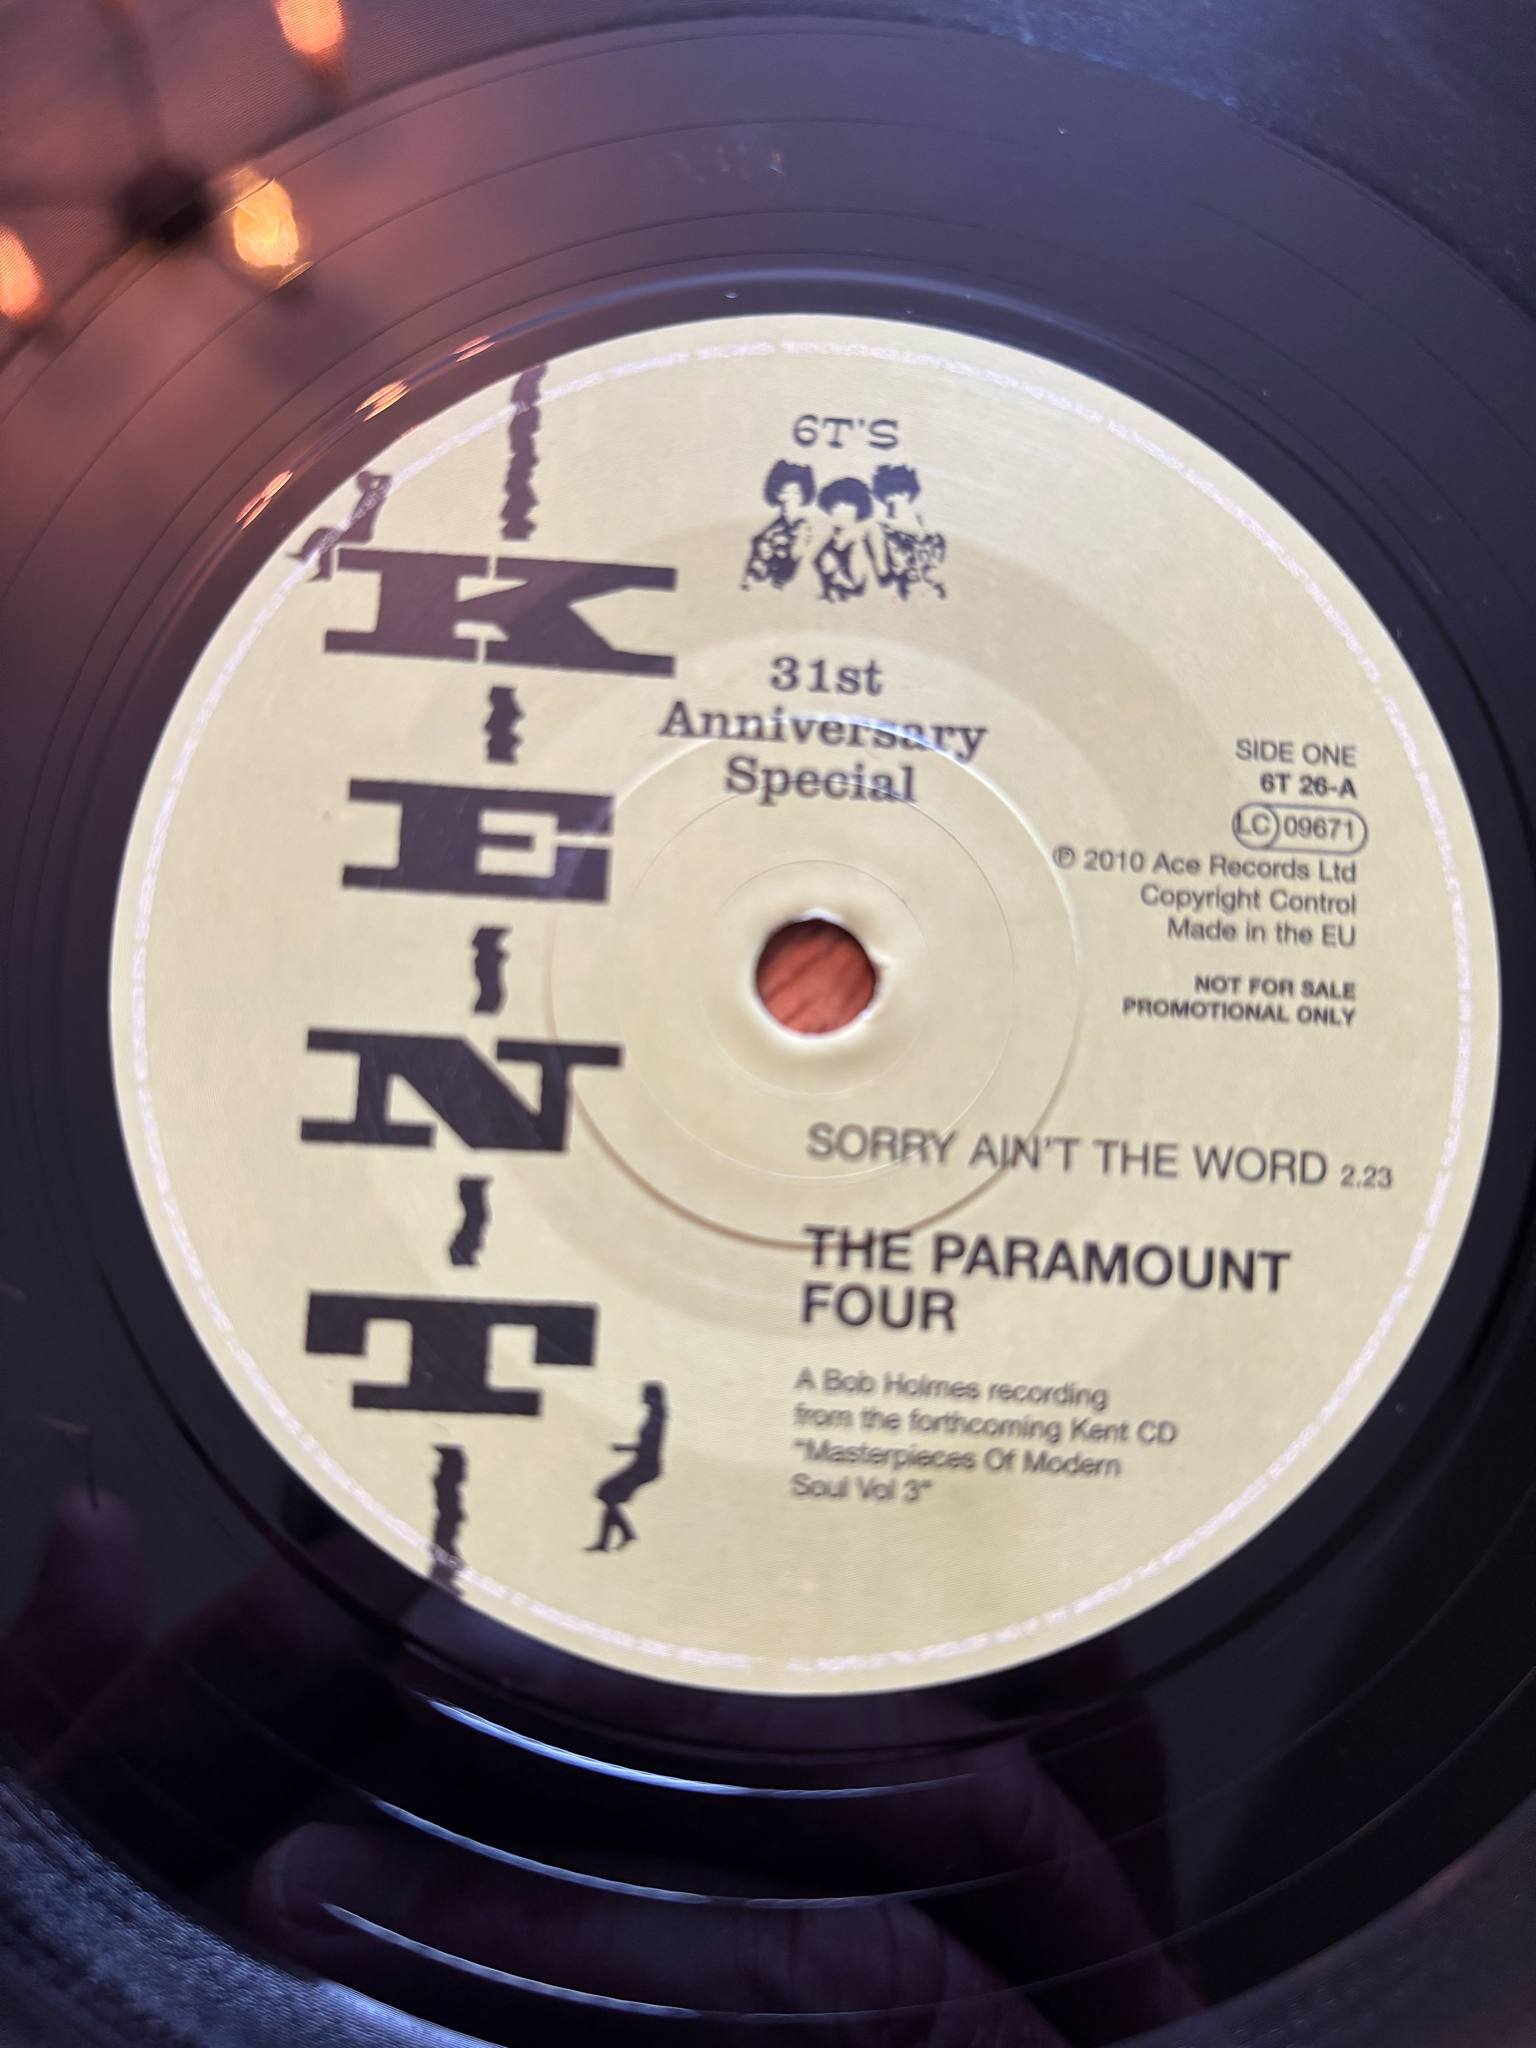 6T'S
KENT
31st
Anniversary
Special
SIDE ONE
6T 26-A
LC 09671
℗ 2010 Ace Records Ltd
Copyright Control
Made in the EU
NOT FOR SALE
PROMOTIONAL ONLY
SORRY AIN'T THE WORD 2.23
THE PARAMOUNT
FOUR
A Bob Holmes recording
from the forthcoming Kent CD
"Masterpieces Of Modern
Soul Vol 3"